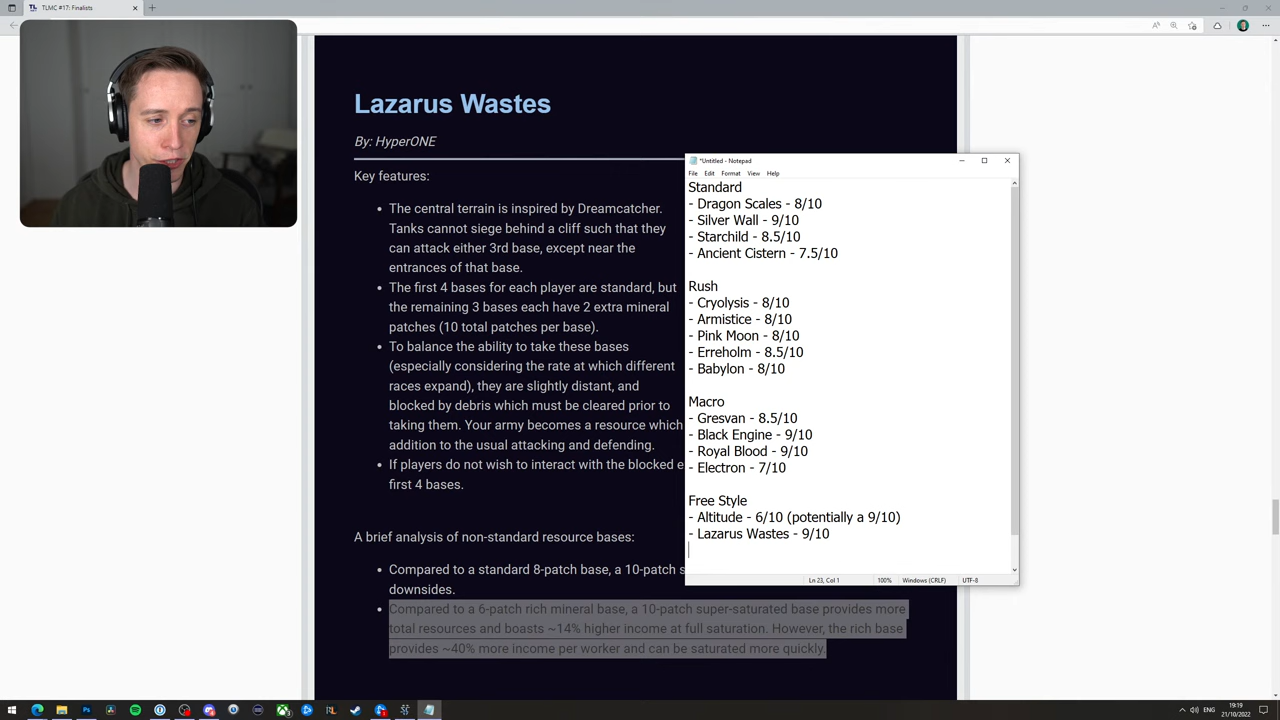 TLMC #17: Finalists
Lazarus Wastes
By: HyperONE
Key features:
• The central terrain is inspired by Dreamcatcher.
Tanks cannot siege behind a cliff such that they
can attack either 3rd base, except near the
entrances of that base.
• The first 4 bases for each player are standard, but
the remaining 3 bases each have 2 extra mineral
patches (10 total patches per base).
• To balance the ability to take these bases
(especially considering the rate at which different
races expand), they are slightly distant, and
blocked by debris which must be cleared prior to
taking them. Your army becomes a resource which
addition to the usual attacking and defending.
• If players do not wish to interact with the blocked e
first 4 bases.
A brief analysis of non-standard resource bases:
• Compared to a standard 8-patch base, a 10-patch s
downsides.
• Compared to a 6-patch rich mineral base, a 10-patch super-saturated base provides more
total resources and boasts ~14% higher income at full saturation. However, the rich base
provides ~40% more income per worker and can be saturated more quickly.
*Untitled - Notepad
File Edit Format View Help
Standard
- Dragon Scales - 8/10
- Silver Wall - 9/10
- Starchild - 8.5/10
- Ancient Cistern - 7.5/10
Rush
- Cryolysis - 8/10
- Armistice - 8/10
- Pink Moon - 8/10
- Erreholm - 8.5/10
- Babylon - 8/10
Macro
- Gresvan - 8.5/10
- Black Engine - 9/10
- Royal Blood - 9/10
- Electron - 7/10
Free Style
- Altitude - 6/10 (potentially a 9/10)
- Lazarus Wastes - 9/10
Ln 23, Col 1 100% Windows (CRLF) UTF-8
ENG
19:19
21/10/2022